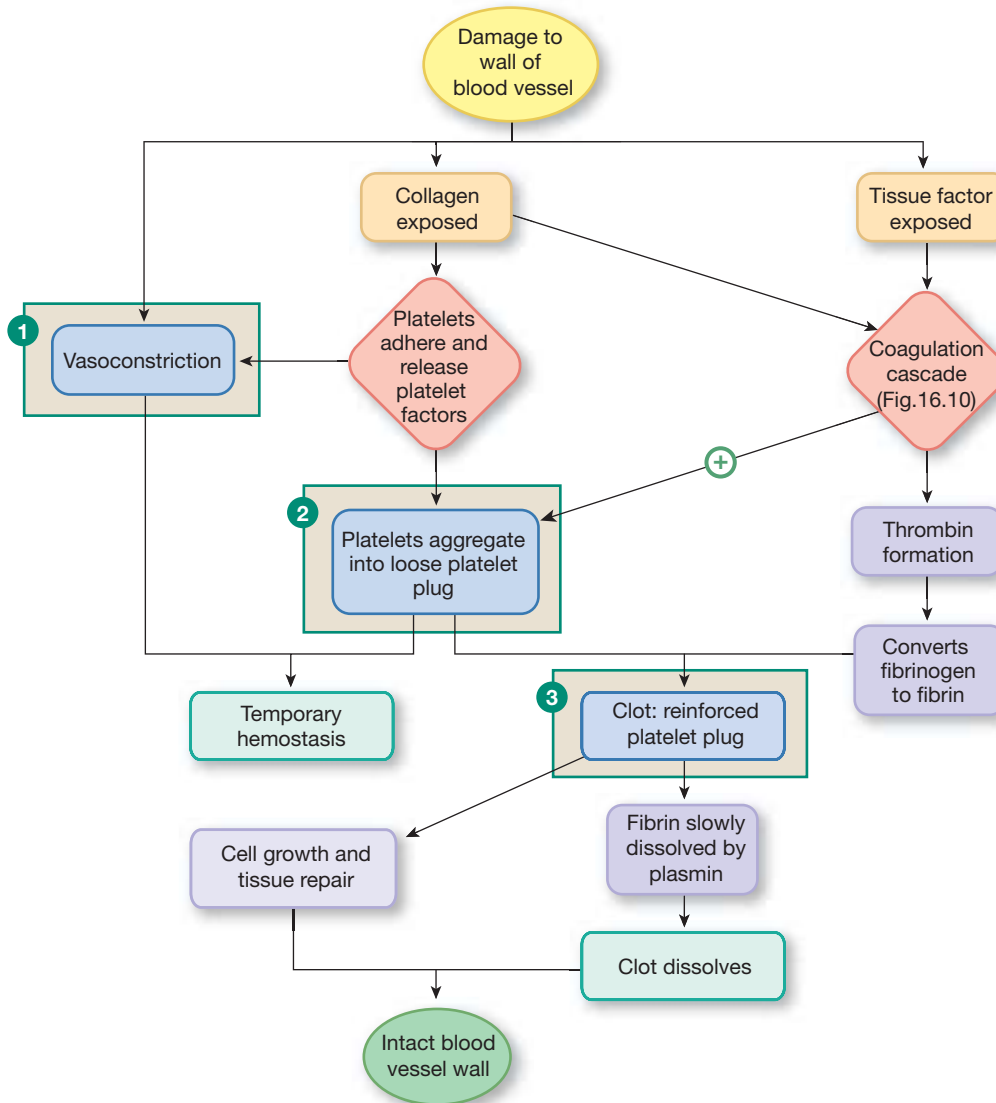 Damage to
wall of
blood vessel
Collagen
exposed
Tissue factor
exposed
1
Vasoconstriction
Platelets
adhere and
release
platelet
factors
Coagulation
cascade
(Fig.16.10)
+
2
Platelets aggregate
into loose platelet
plug
Thrombin
formation
Converts
fibrinogen
to fibrin
Temporary
hemostasis
3
Clot: reinforced
platelet plug
Cell growth and
tissue repair
Fibrin slowly
dissolved by
plasmin
Clot dissolves
Intact blood
vessel wall